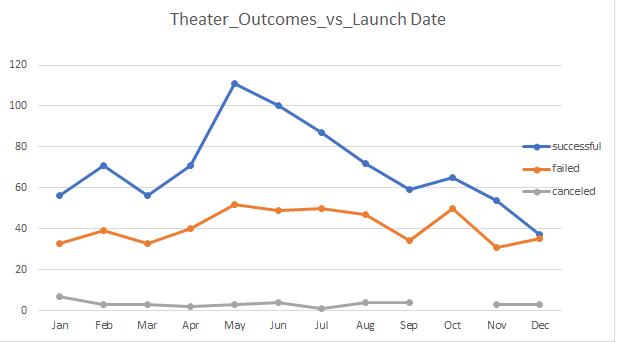 Theater_Outcomes_vs_Launch Date
120
100
80
60
40
20
0
Jan Feb Mar Apr May Jun Jul Aug Sep Oct Nov Dec
successful
failed
canceled